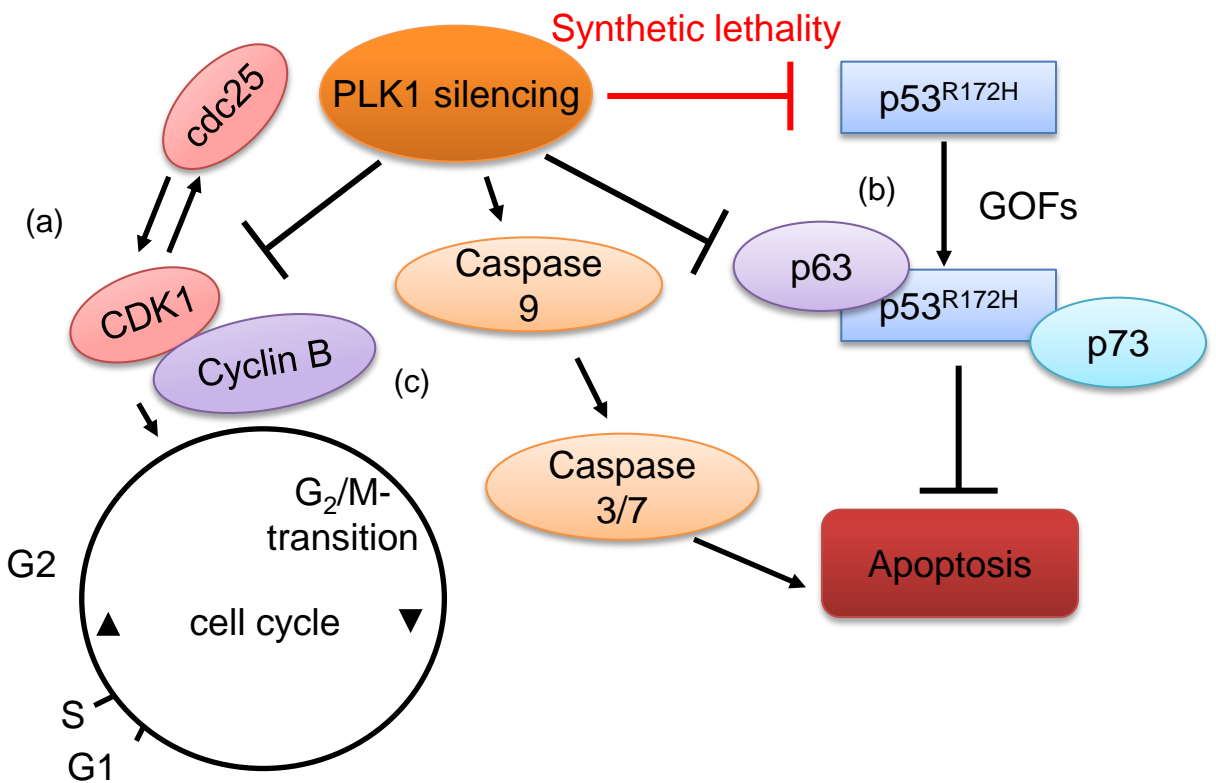 Synthetic lethality
cdc25
PLK1 silencing
p53R172H
(a)
(b)
GOFs
CDK1
Cyclin B
(c)
Caspase
9
p63
p53R172H
p73
G2/M-
transition
Caspase
3/7
Apoptosis
G2
cell cycle
S
G1